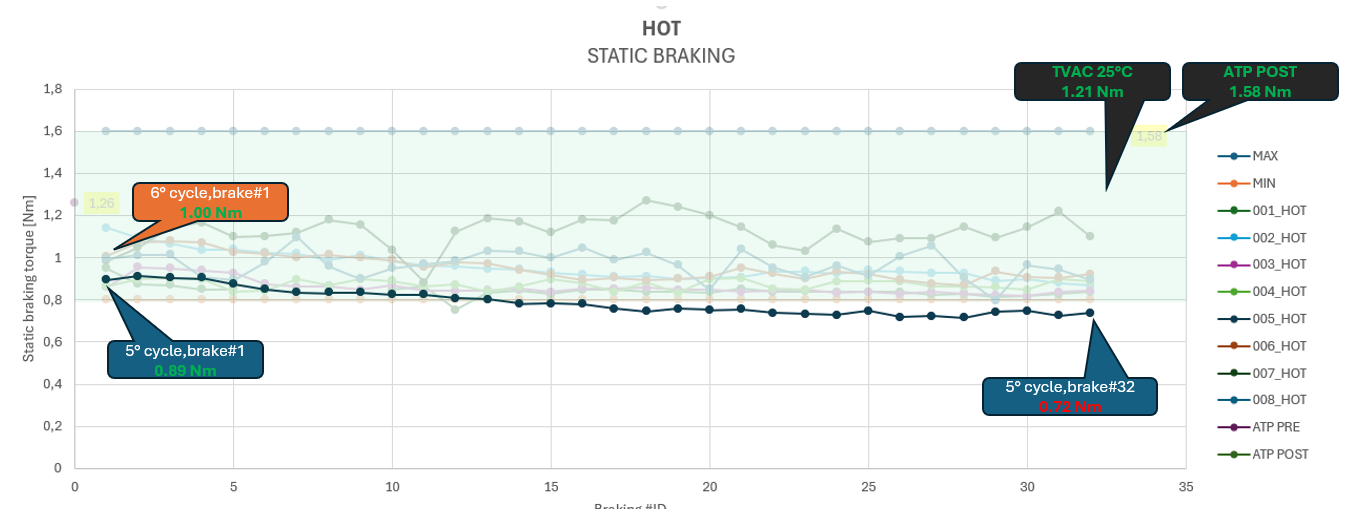 HOT
STATIC BRAKING
TVAC 25°C
1.21 Nm
ATP POST
1.58 Nm
1,8
1,6
1,4
1,2
1
0,8
0,6
0,4
0,2
0
Static braking torque [Nm]
1,26
1,58
6° cycle,brake#1
1.00 Nm
5° cycle,brake#1
0.89 Nm
5° cycle,brake#32
0.72 Nm
MAX
MIN
001_HOT
002_HOT
003_HOT
004_HOT
005_HOT
006_HOT
007_HOT
008_HOT
ATP PRE
ATP POST
0 5 10 15 20 25 30 35
Braking #ID